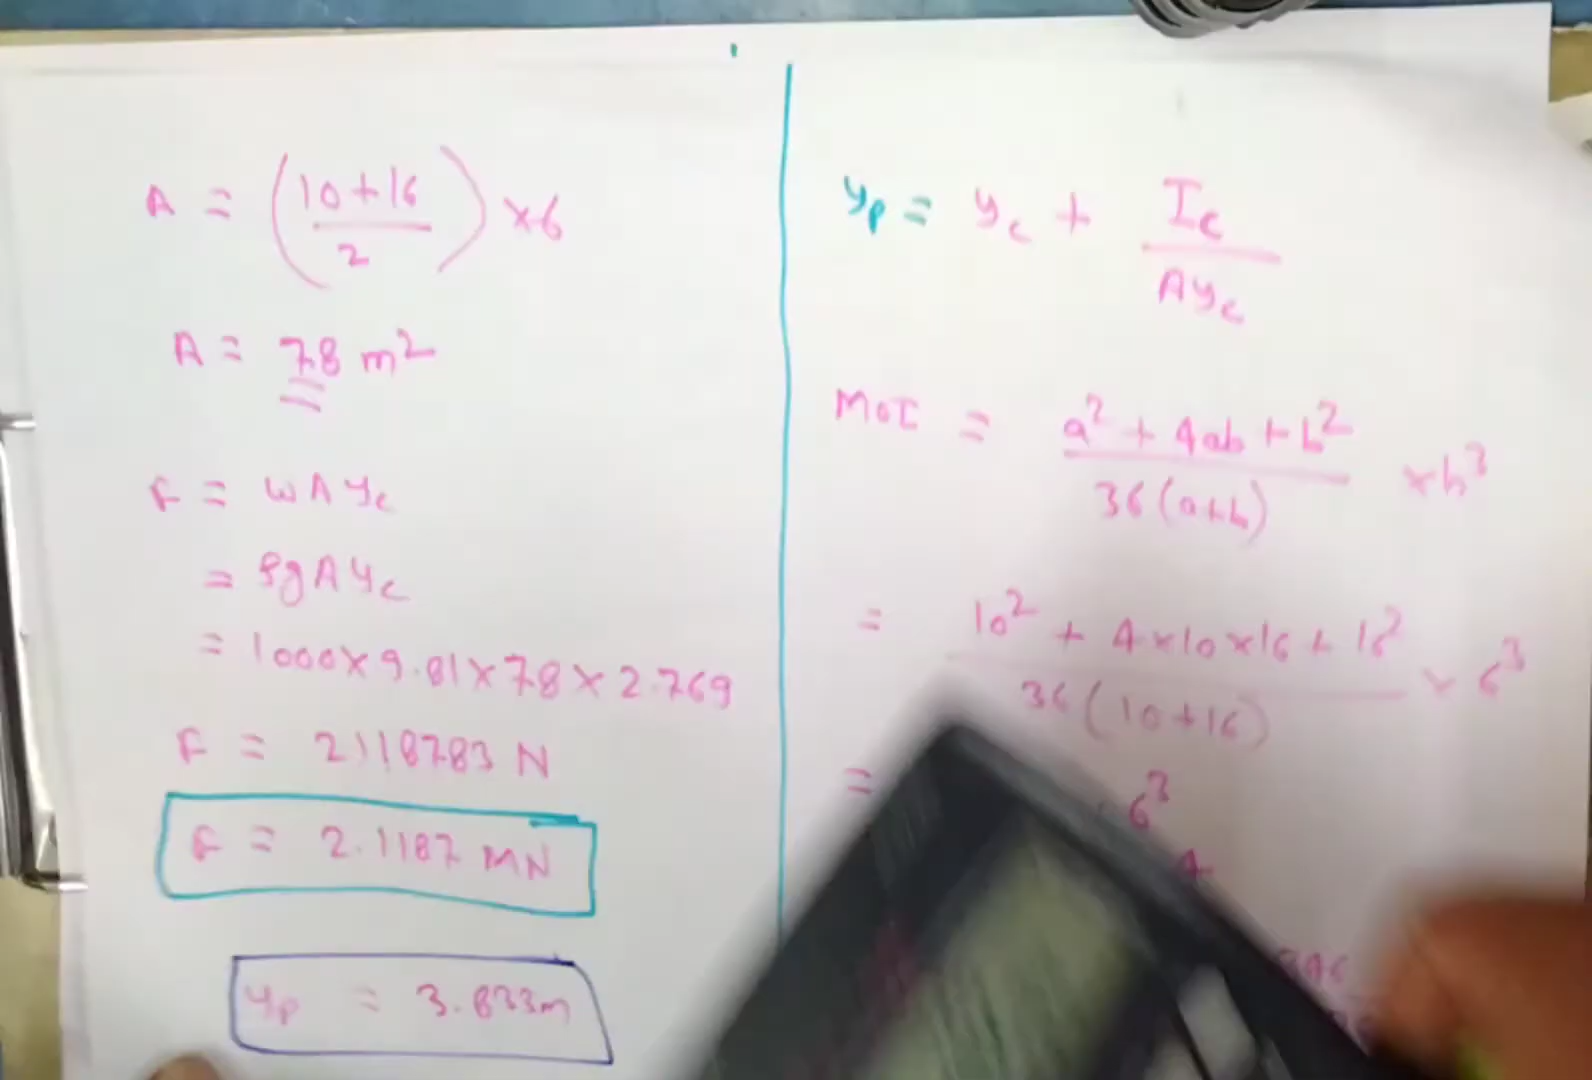 A = (10+16 / 2) ×6
A = 78 m²
F = WAYc
= ρgAYc
= 1000×9.81×78×2.769
F = 2118783 N
F = 2.1187 MN
yp = 3.833m
yp = yc + Ic / Ayc
MOI = a² + 4ab + b² / 36(a+b) ×h³
= 10² + 4×10×16 + 16² / 36(10+16) × 6³
= 6³